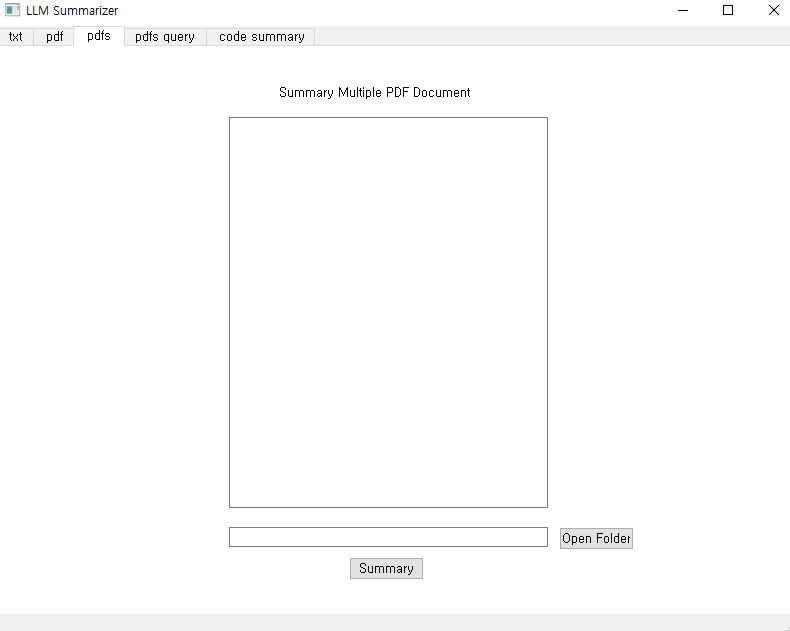 LLM Summarizer
txt pdf pdfs pdfs query code summary
Summary Multiple PDF Document
Open Folder
Summary